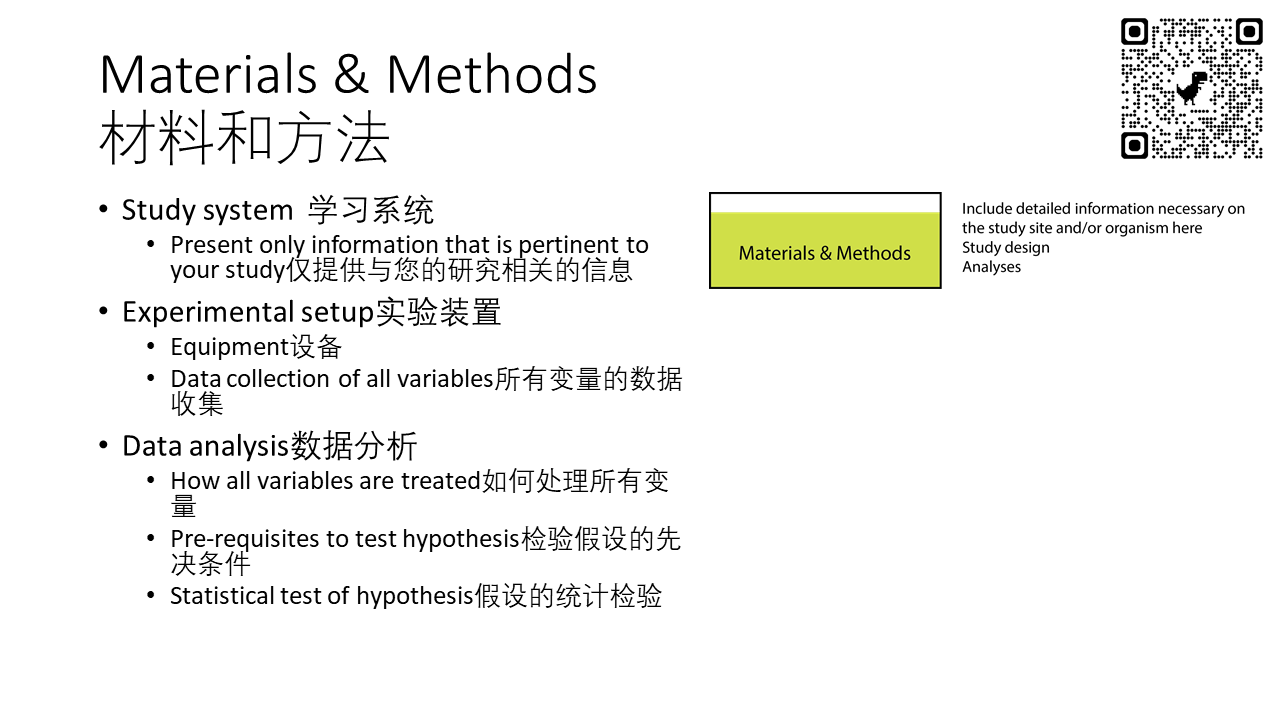 Materials & Methods
材料和方法
• Study system 学习系统
• Present only information that is pertinent to
your study仅提供与您的研究相关的信息
• Experimental setup实验装置
• Equipment设备
• Data collection of all variables所有变量的数据
收集
• Data analysis数据分析
• How all variables are treated如何处理所有变
量
• Pre-requisites to test hypothesis检验假设的先
决条件
• Statistical test of hypothesis假设的统计检验
Materials & Methods
Include detailed information necessary on
the study site and/or organism here
Study design
Analyses